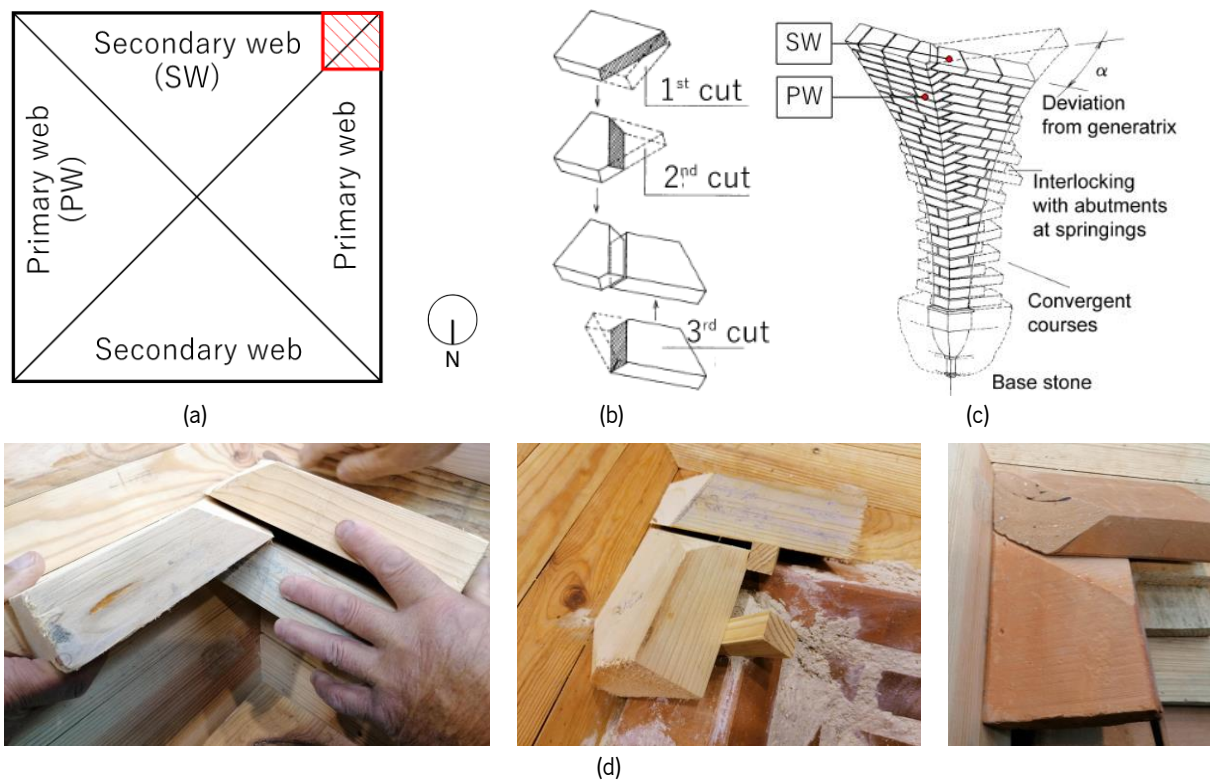 Secondary web
(SW)
Primary web
(PW)
Primary web
Secondary web
N
(a)
1st cut
2nd cut
3rd cut
(b)
SW
PW
α
Deviation
from generatrix
Interlocking
with abutments
at springings
Convergent
courses
Base stone
(c)
(d)